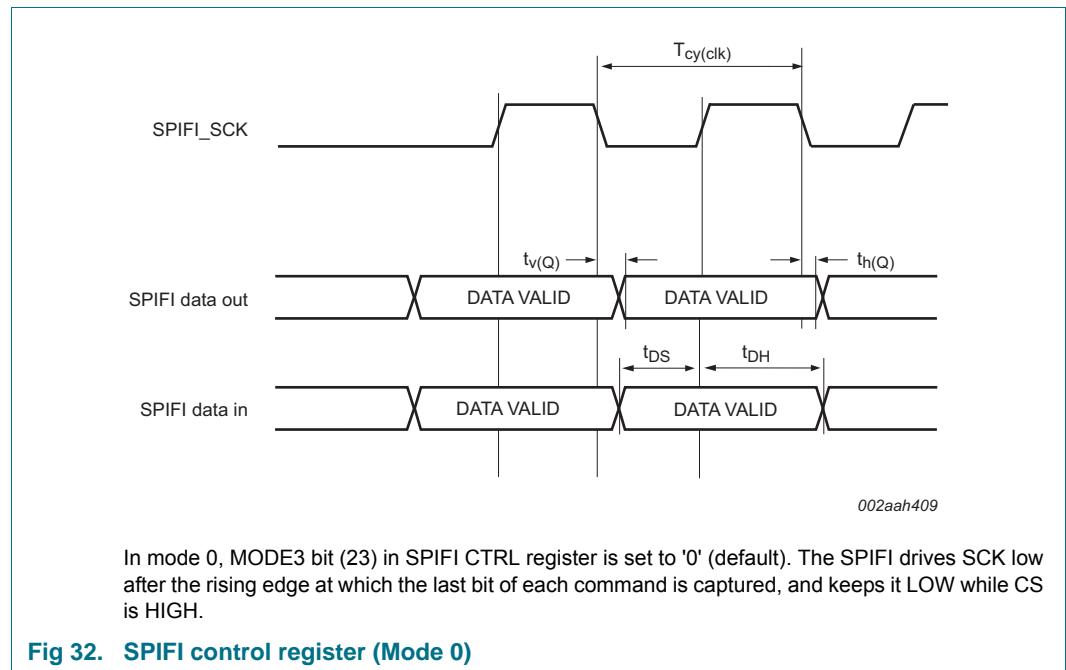 Tcy(clk)
SPIFI_SCK
tv(Q)
th(Q)
SPIFI data out
DATA VALID
DATA VALID
tDS
tDH
SPIFI data in
DATA VALID
DATA VALID
002aah409
In mode 0, MODE3 bit (23) in SPIFI CTRL register is set to '0' (default). The SPIFI drives SCK low
after the rising edge at which the last bit of each command is captured, and keeps it LOW while CS
is HIGH.
Fig 32. SPIFI control register (Mode 0)